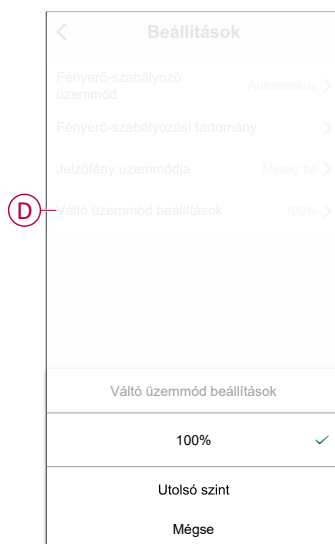 Beállítások
Fényerő-szabályozó
üzemmód
Automatikus
Fényerő-szabályozási tartomány
Jelzőfény üzemmódja Mindig be
D
Váltó üzemmód beállítások 100%
Váltó üzemmód beállítások
100%
Utolsó szint
Mégse